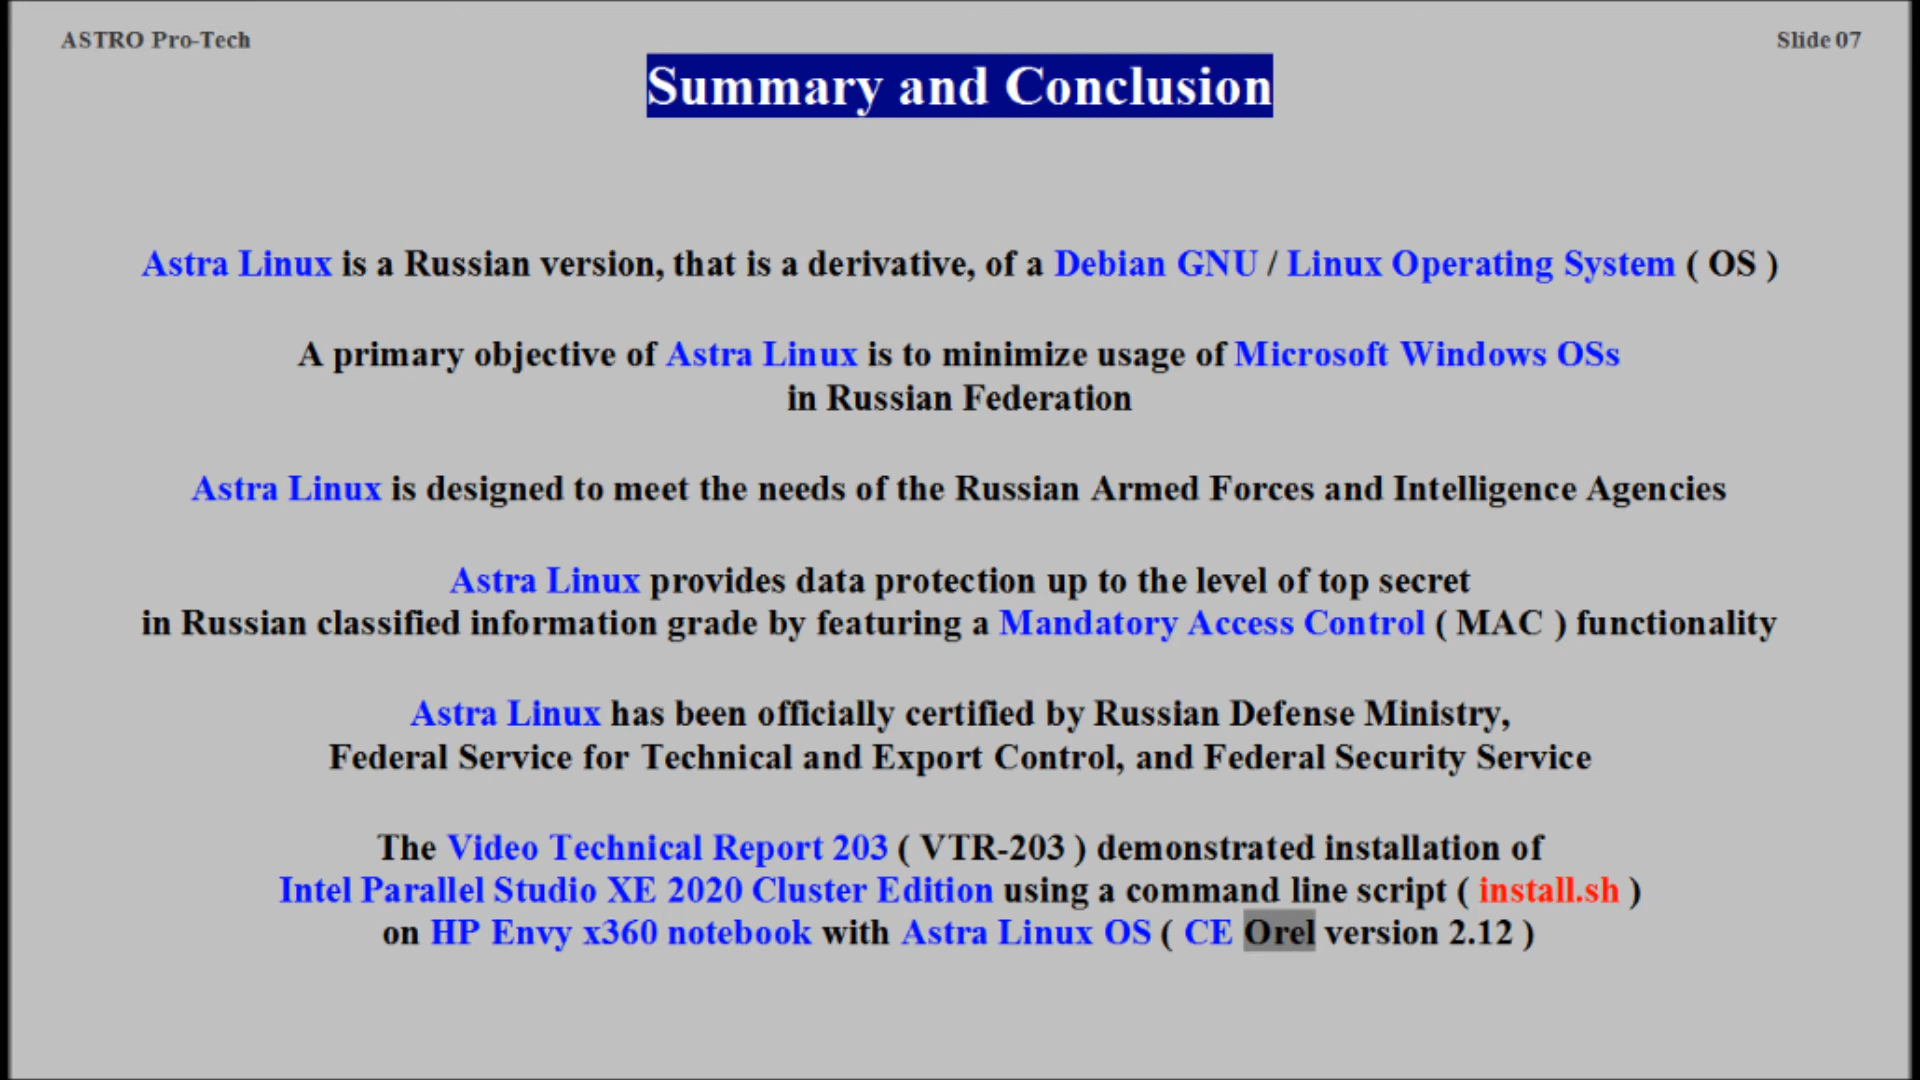 ASTRO Pro-Tech
Slide 07
Summary and Conclusion
Astra Linux is a Russian version, that is a derivative, of a Debian GNU / Linux Operating System ( OS )
A primary objective of Astra Linux is to minimize usage of Microsoft Windows OSs
in Russian Federation
Astra Linux is designed to meet the needs of the Russian Armed Forces and Intelligence Agencies
Astra Linux provides data protection up to the level of top secret
in Russian classified information grade by featuring a Mandatory Access Control ( MAC ) functionality
Astra Linux has been officially certified by Russian Defense Ministry,
Federal Service for Technical and Export Control, and Federal Security Service
The Video Technical Report 203 ( VTR-203 ) demonstrated installation of
Intel Parallel Studio XE 2020 Cluster Edition using a command line script ( install.sh )
on HP Envy x360 notebook with Astra Linux OS ( CE Orel version 2.12 )